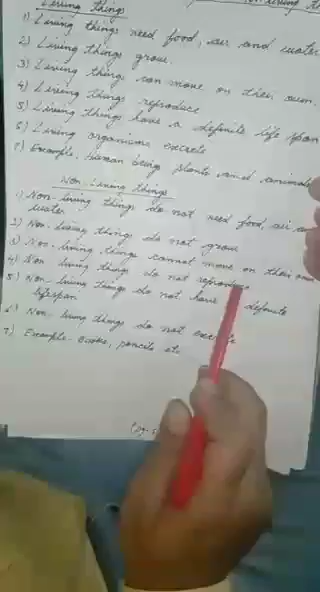 Living things
1) Living things need food, air and water
2) Living things grow.
3) Living things can move on their own.
4) Living things reproduce
5) Living things have a definite life span
6) Living organisms excrete
7) Example. human being plants and animals
Non-Living things
1) Non-living things do not need food, air
water
2) Non-living things do not grow
3) Non-living things cannot move on their own
4) Non living things do not reproduce
5) Non-living things do not have definite
lifespan
6) Non-living things do not excrete
7) Example. books, pencils etc